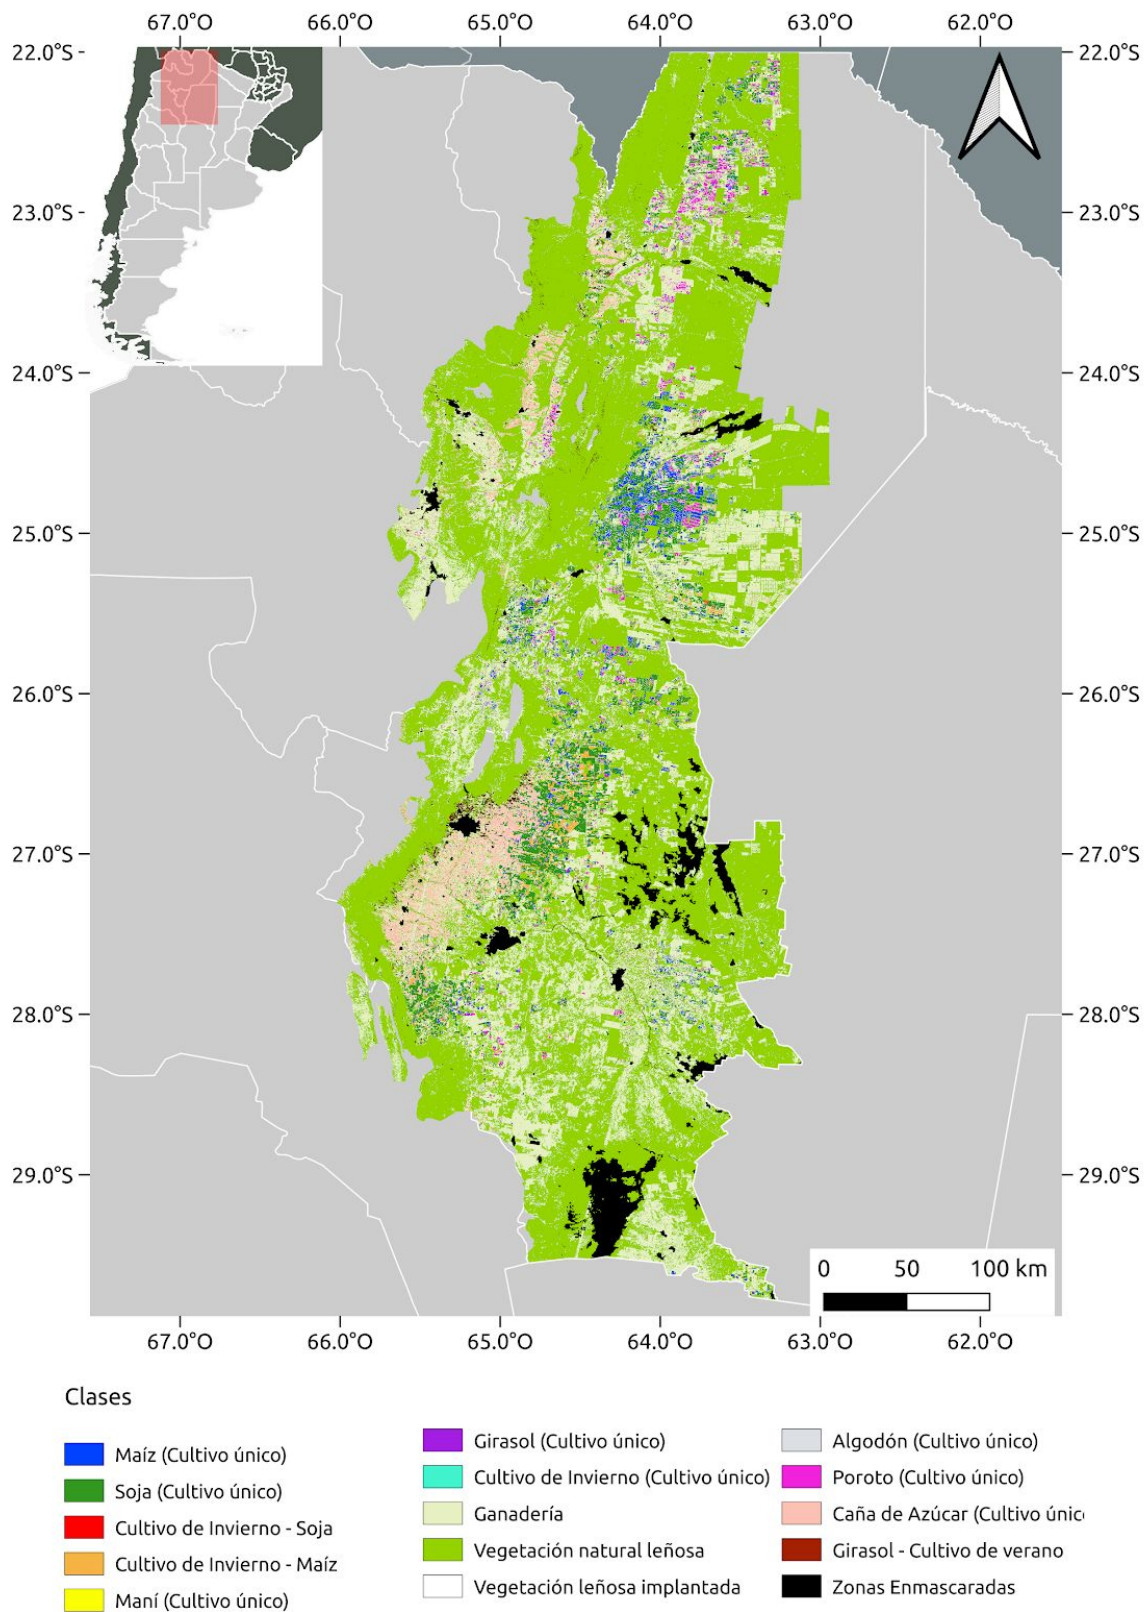 67.0°O 66.0°O 65.0°O 64.0°O 63.0°O 62.0°O
22.0°S 22.0°S
23.0°S 23.0°S
24.0°S 24.0°S
25.0°S 25.0°S
26.0°S 26.0°S
27.0°S 27.0°S
28.0°S 28.0°S
29.0°S 29.0°S
0 50 100 km
67.0°O 66.0°O 65.0°O 64.0°O 63.0°O 62.0°O
Clases
Maíz (Cultivo único)
Soja (Cultivo único)
Cultivo de Invierno - Soja
Cultivo de Invierno - Maíz
Maní (Cultivo único)
Girasol (Cultivo único)
Cultivo de Invierno (Cultivo único)
Ganadería
Vegetación natural leñosa
Vegetación leñosa implantada
Algodón (Cultivo único)
Poroto (Cultivo único)
Caña de Azúcar (Cultivo únic
Girasol - Cultivo de verano
Zonas Enmascaradas